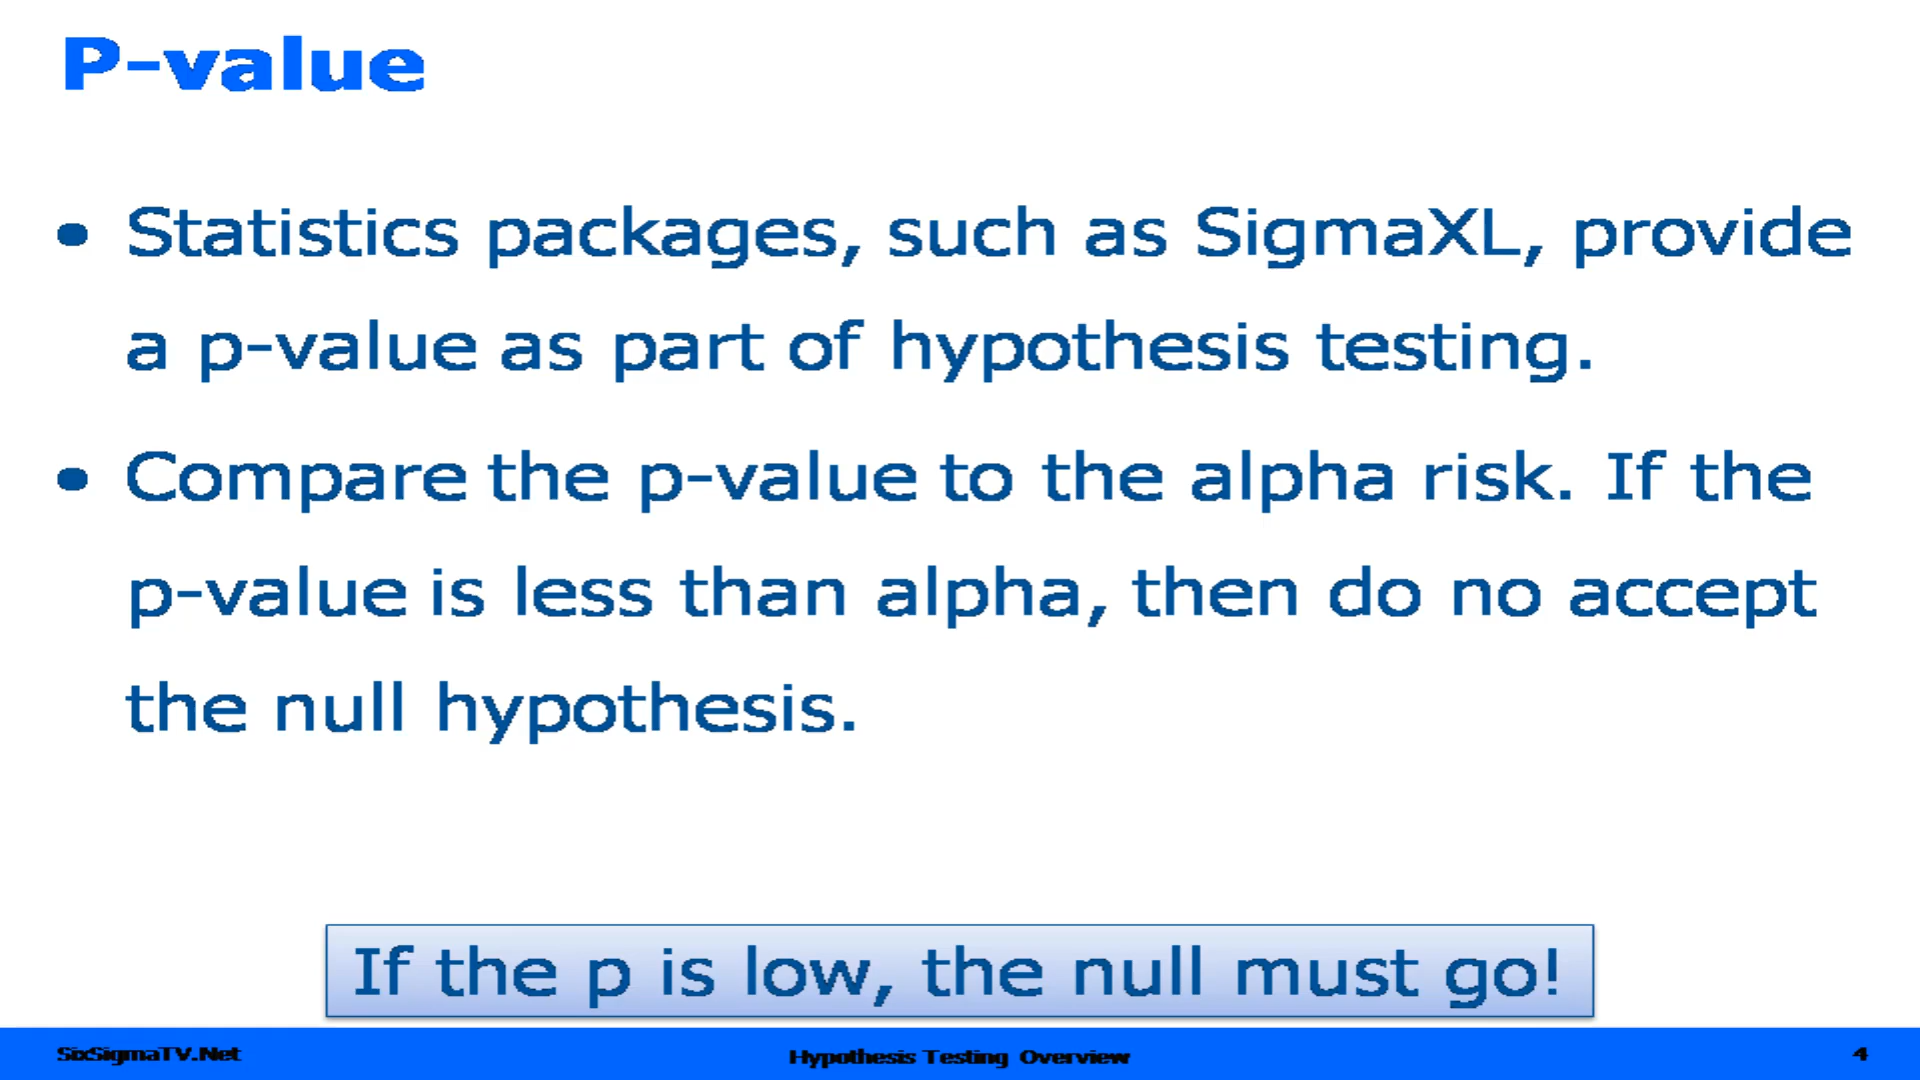 P-value
• Statistics packages, such as SigmaXL, provide
a p-value as part of hypothesis testing.
• Compare the p-value to the alpha risk. If the
p-value is less than alpha, then do no accept
the null hypothesis.
If the p is low, the null must go!
SixSigmaTV.Net
Hypothesis Testing Overview
4